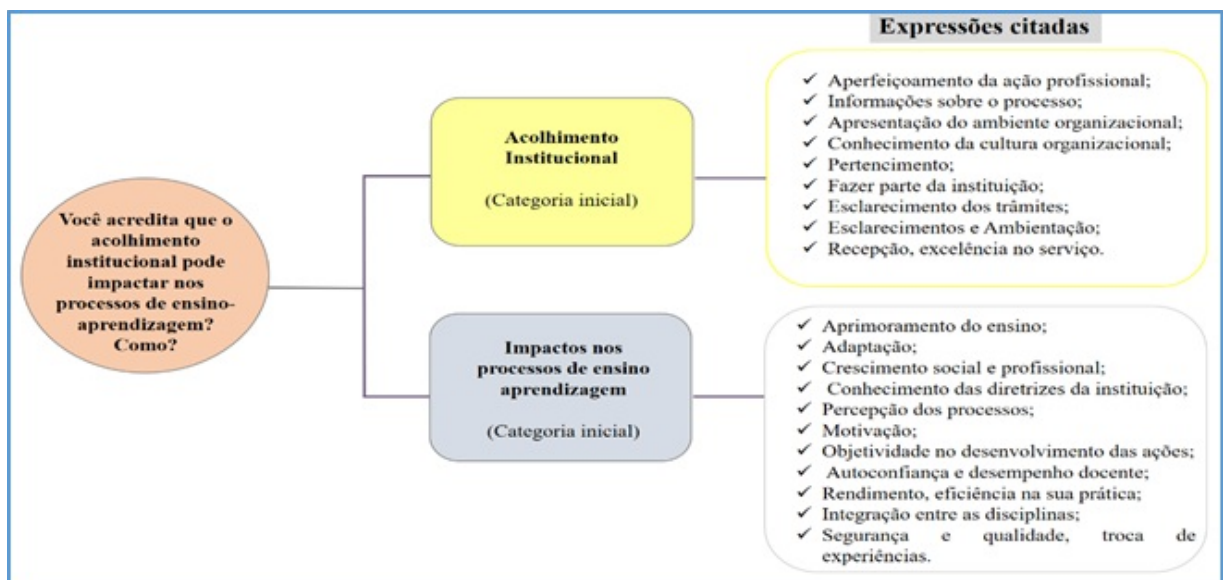 Expressões citadas
Você acredita que o
acolhimento
institucional pode
impactar nos
processos de ensino-
aprendizagem?
Como?
Acolhimento
Institucional
(Categoria inicial)
✓ Aperfeiçoamento da ação profissional;
✓ Informações sobre o processo;
✓ Apresentação do ambiente organizacional;
✓ Conhecimento da cultura organizacional;
✓ Pertencimento;
✓ Fazer parte da instituição;
✓ Esclarecimento dos trâmites;
✓ Esclarecimentos e Ambientação;
✓ Recepção, excelência no serviço.
Impactos nos
processos de ensino
aprendizagem
(Categoria inicial)
✓ Aprimoramento do ensino;
✓ Adaptação;
✓ Crescimento social e profissional;
✓ Conhecimento das diretrizes da instituição;
✓ Percepção dos processos;
✓ Motivação;
✓ Objetividade no desenvolvimento das ações;
✓ Autoconfiança e desempenho docente;
✓ Rendimento, eficiência na sua prática;
✓ Integração entre as disciplinas;
✓ Segurança e qualidade, troca de
experiências.